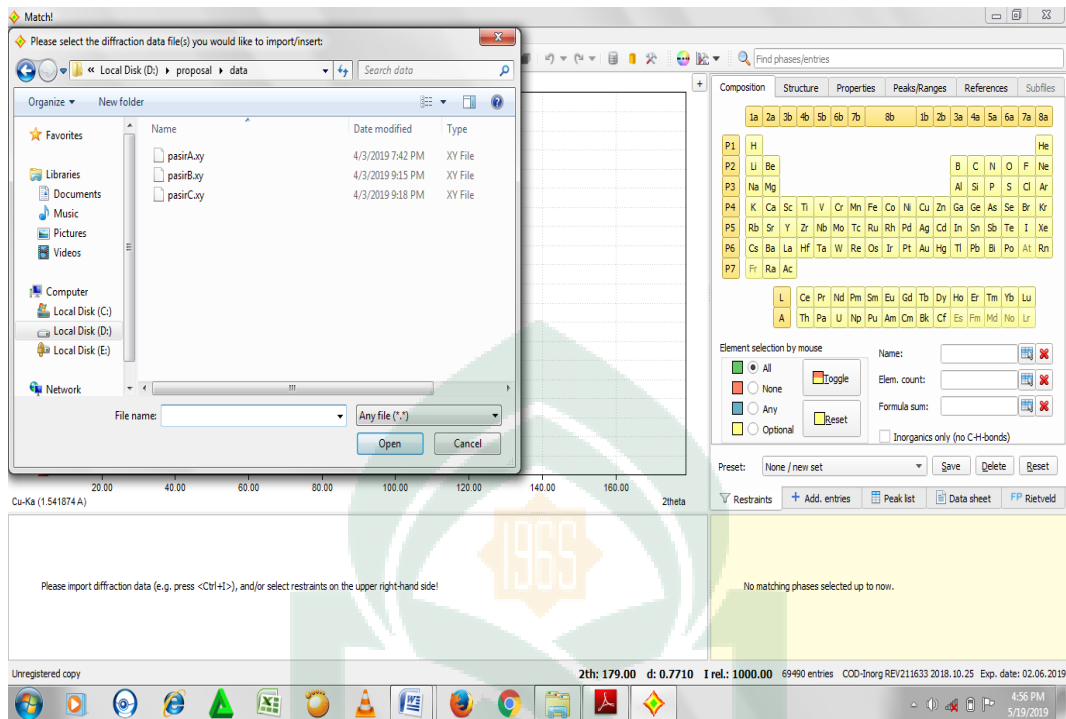 Match!
Please select the diffraction data file(s) you would like to import/insert:
« Local Disk (D:) proposal data
Search data
Organize New folder
Name Date modified Type
pasirA.xy 4/3/2019 7:42 PM XY File
pasirB.xy 4/3/2019 9:15 PM XY File
pasirC.xy 4/3/2019 9:18 PM XY File
Favorites
Libraries
Documents
Music
Pictures
Videos
Computer
Local Disk (C:)
Local Disk (D:)
Local Disk (E:)
Network
File name: Any file (*.*)
Open Cancel
Find phases/entries
Composition Structure Properties Peaks/Ranges References Subfiles
1a 2a 3b 4b 5b 6b 7b 8b 1b 2b 3a 4a 5a 6a 7a 8a
P1 H He
P2 Li Be B C N O F Ne
P3 Na Mg Al Si P S Cl Ar
P4 K Ca Sc Ti V Cr Mn Fe Co Ni Cu Zn Ga Ge As Se Br Kr
P5 Rb Sr Y Zr Nb Mo Tc Ru Rh Pd Ag Cd In Sn Sb Te I Xe
P6 Cs Ba La Hf Ta W Re Os Ir Pt Au Hg Tl Pb Bi Po At Rn
P7 Fr Ra Ac
L Ce Pr Nd Pm Sm Eu Gd Tb Dy Ho Er Tm Yb Lu
A Th Pa U Np Pu Am Cm Bk Cf Es Fm Md No Lr
Element selection by mouse
All
None
Any
Optional
Toggle
Reset
Name:
Elem. count:
Formula sum:
Inorganics only (no C-H-bonds)
Preset: None / new set Save Delete Reset
Restraints Add. entries Peak list Data sheet FP Rietveld
20.00 40.00 60.00 80.00 100.00 120.00 140.00 160.00
Cu-Ka (1.541874 A) 2theta
Please import diffraction data (e.g. press <Ctrl+I>), and/or select restraints on the upper right-hand side!
No matching phases selected up to now.
1965
Unregistered copy 2th: 179.00 d: 0.7710 I rel.: 1000.00 69490 entries COD-Inorg REV211633 2018.10.25 Exp. date: 02.06.2019
4:56 PM
5/19/2019